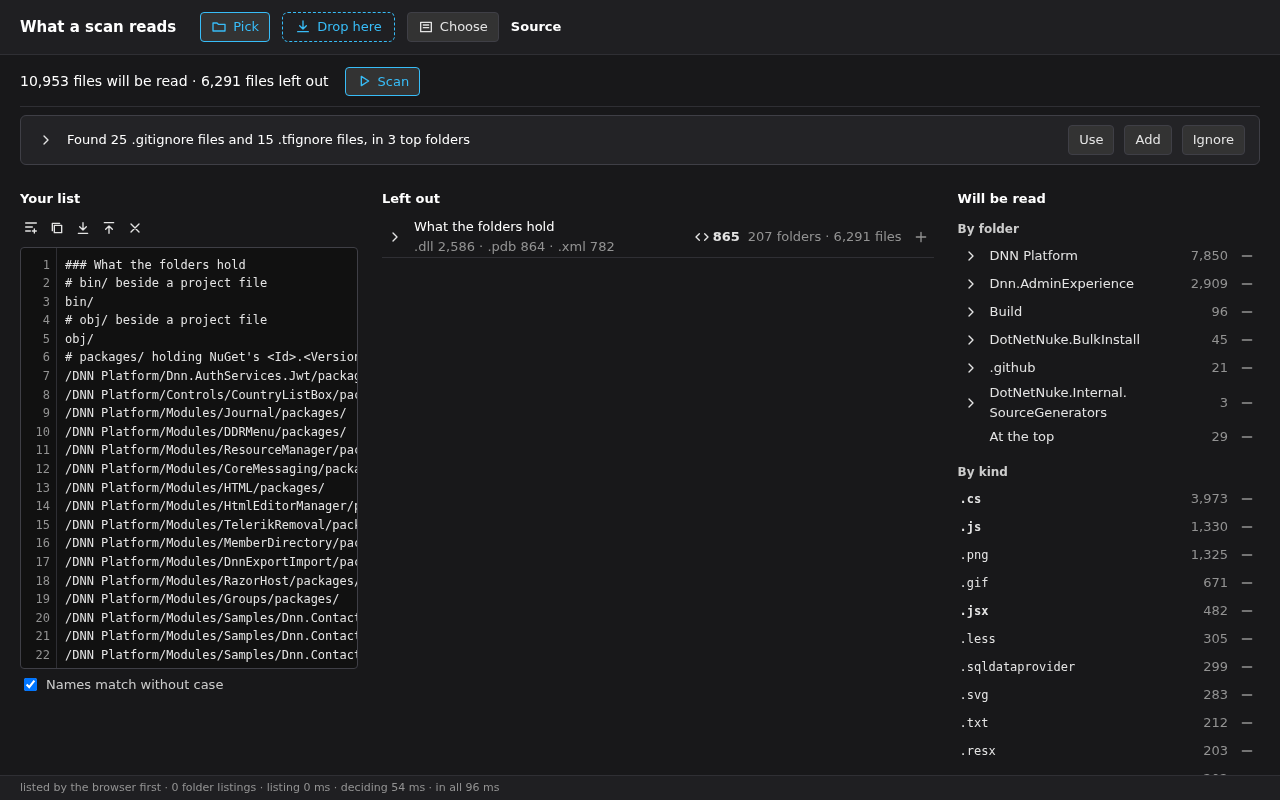 What a scan reads
Pick
Drop here
Choose
Source
10,953 files will be read · 6,291 files left out
Scan
Found 25 .gitignore files and 15 .tfignore files, in 3 top folders
Use
Add
Ignore
Your list
1 ### What the folders hold
2 # bin/ beside a project file
3 bin/
4 # obj/ beside a project file
5 obj/
6 # packages/ holding NuGet's <Id>.<Version
7 /DNN Platform/Dnn.AuthServices.Jwt/packag
8 /DNN Platform/Controls/CountryListBox/pac
9 /DNN Platform/Modules/Journal/packages/
10 /DNN Platform/Modules/DDRMenu/packages/
11 /DNN Platform/Modules/ResourceManager/pac
12 /DNN Platform/Modules/CoreMessaging/packa
13 /DNN Platform/Modules/HTML/packages/
14 /DNN Platform/Modules/HtmlEditorManager/p
15 /DNN Platform/Modules/TelerikRemoval/pack
16 /DNN Platform/Modules/MemberDirectory/pac
17 /DNN Platform/Modules/DnnExportImport/pac
18 /DNN Platform/Modules/RazorHost/packages/
19 /DNN Platform/Modules/Groups/packages/
20 /DNN Platform/Modules/Samples/Dnn.Contact
21 /DNN Platform/Modules/Samples/Dnn.Contact
22 /DNN Platform/Modules/Samples/Dnn.Contact
Names match without case
Left out
What the folders hold
.dll 2,586 · .pdb 864 · .xml 782
865 207 folders · 6,291 files
Will be read
By folder
DNN Platform 7,850
Dnn.AdminExperience 2,909
Build 96
DotNetNuke.BulkInstall 45
.github 21
DotNetNuke.Internal.
SourceGenerators 3
At the top 29
By kind
.cs 3,973
.js 1,330
.png 1,325
.gif 671
.jsx 482
.less 305
.sqldataprovider 299
.svg 283
.txt 212
.resx 203
listed by the browser first · 0 folder listings · listing 0 ms · deciding 54 ms · in all 96 ms